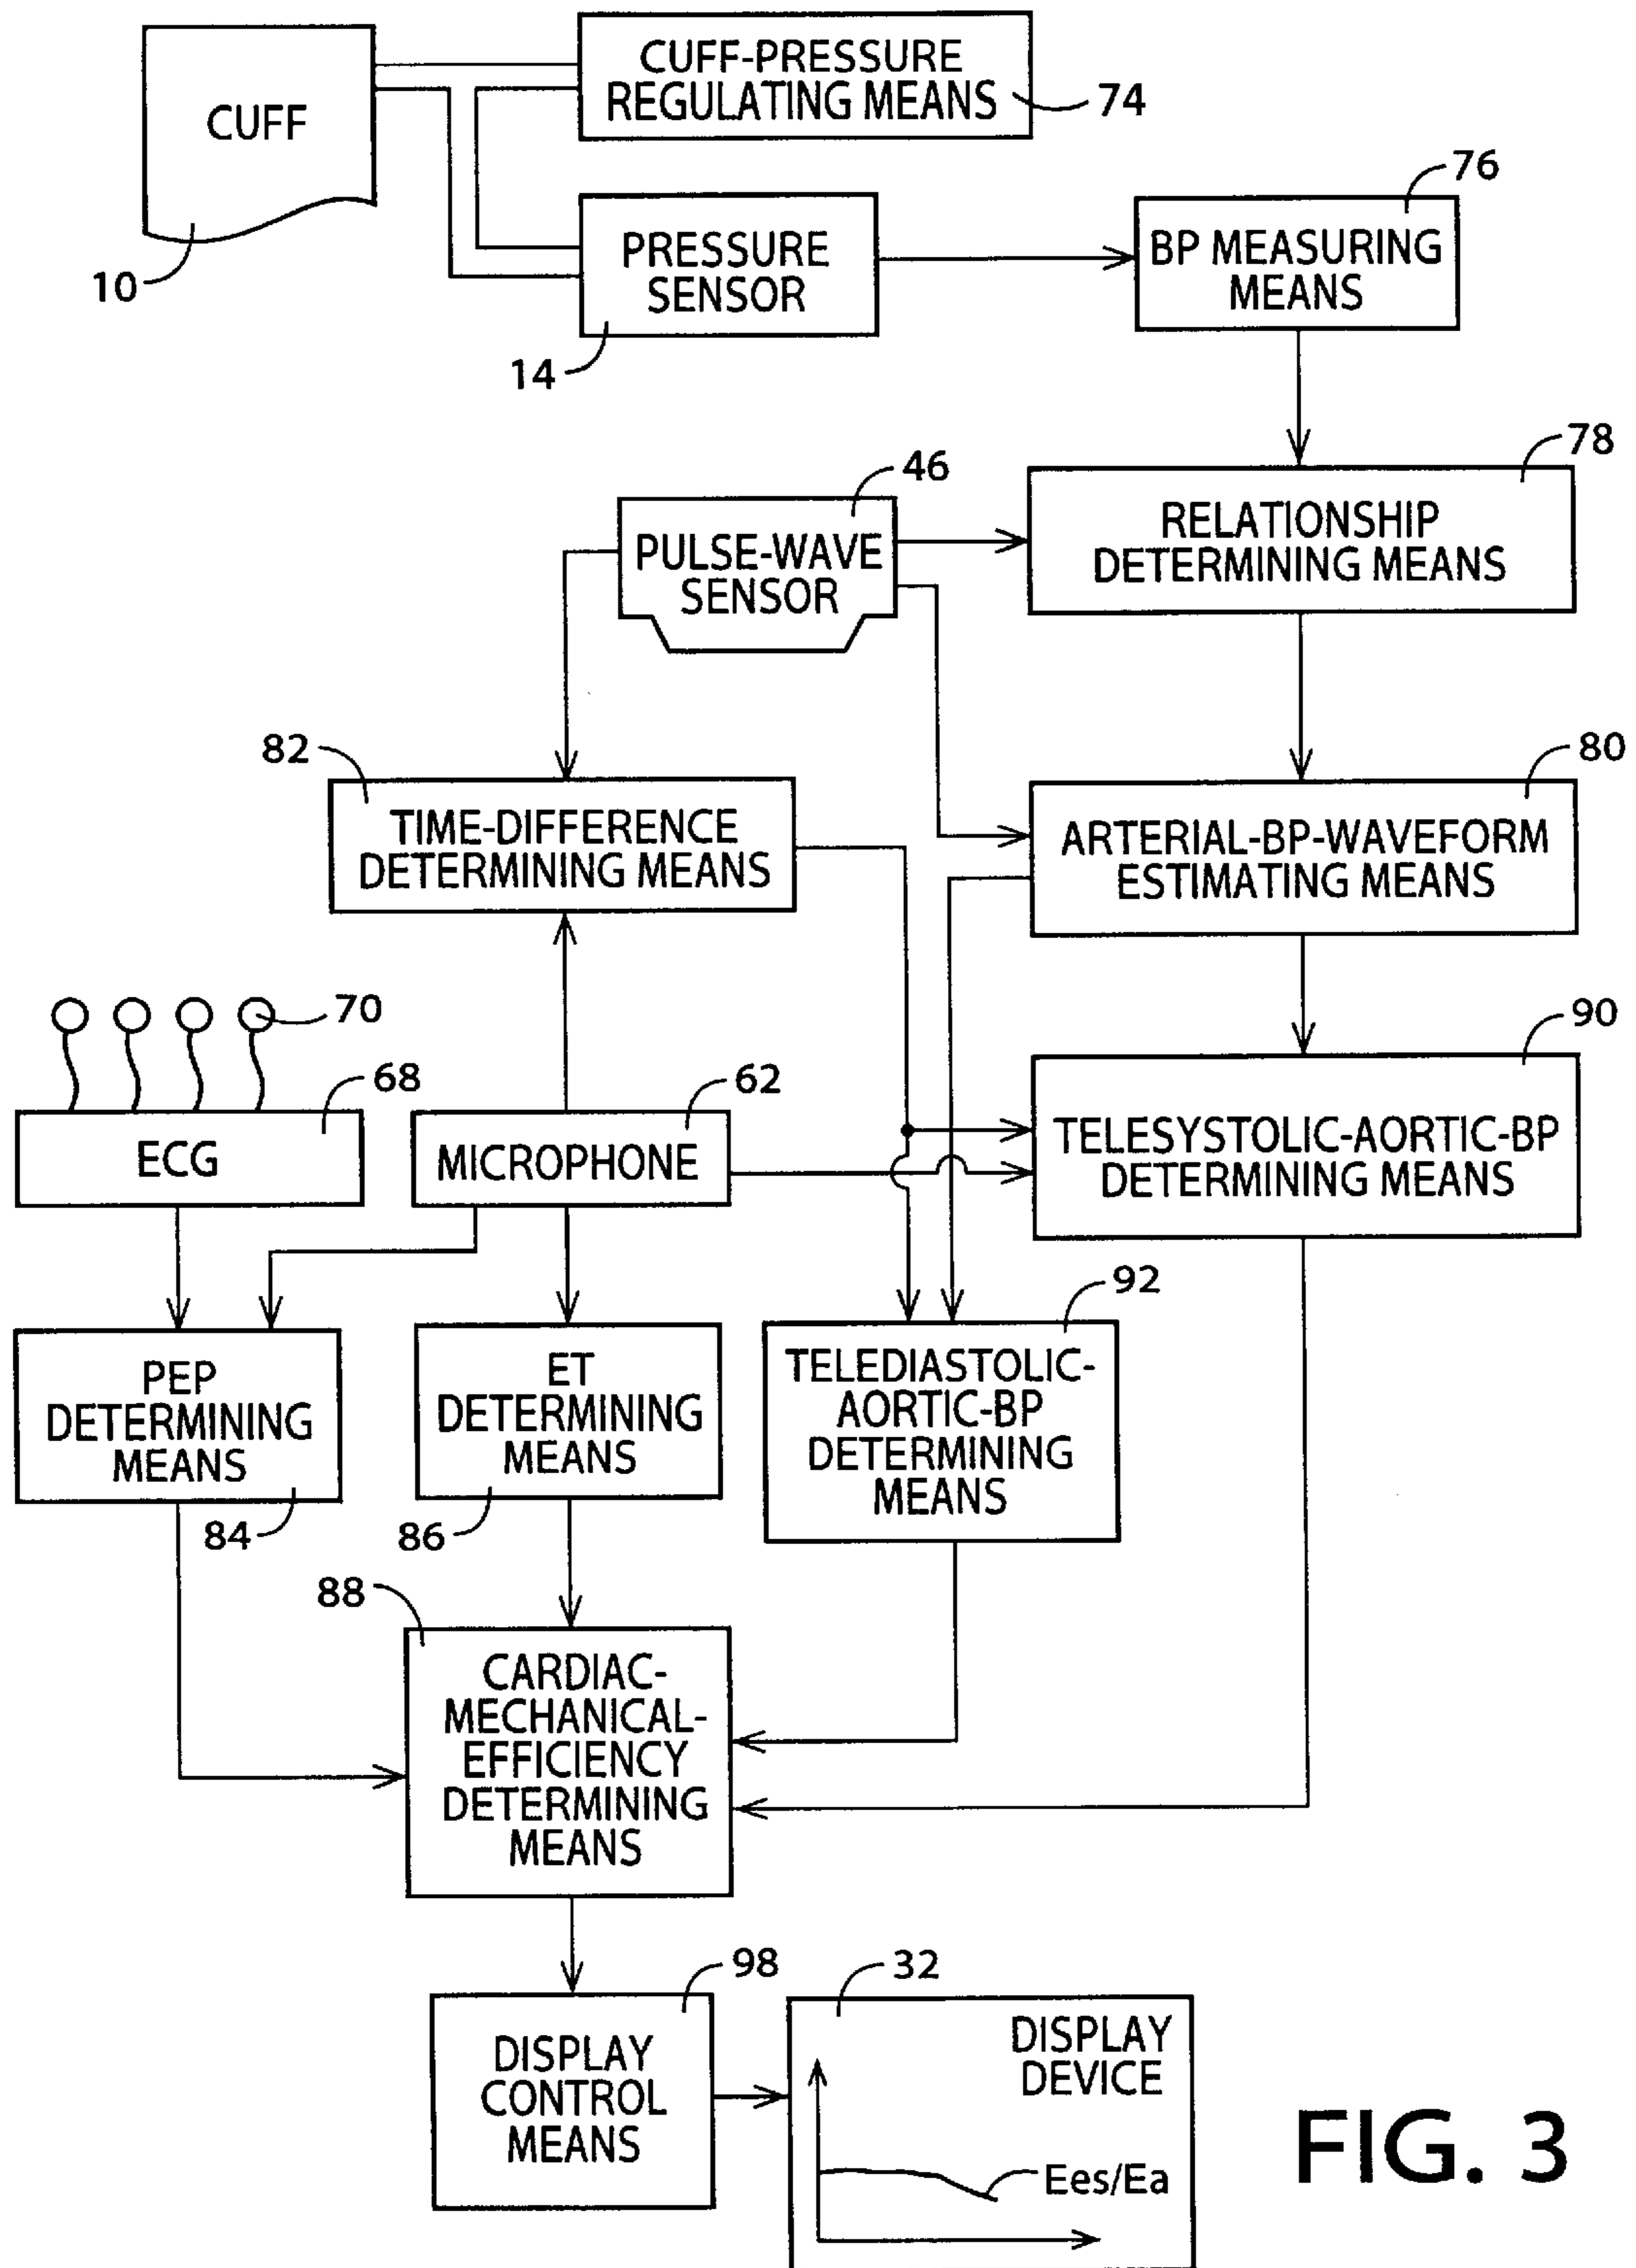 CUFF
10
CUFF-PRESSURE
REGULATING MEANS
74
PRESSURE
SENSOR
14
76
BP MEASURING
MEANS
78
RELATIONSHIP
DETERMINING MEANS
46
PULSE-WAVE
SENSOR
82
TIME-DIFFERENCE
DETERMINING MEANS
80
ARTERIAL-BP-WAVEFORM
ESTIMATING MEANS
70
68
ECG
62
MICROPHONE
90
TELESYSTOLIC-AORTIC-BP
DETERMINING MEANS
PEP
DETERMINING
MEANS
84
ET
DETERMINING
MEANS
86
92
TELEDIASTOLIC-
AORTIC-BP
DETERMINING
MEANS
88
CARDIAC-
MECHANICAL-
EFFICIENCY
DETERMINING
MEANS
98
DISPLAY
CONTROL
MEANS
32
DISPLAY
DEVICE
Ees/Ea
FIG. 3